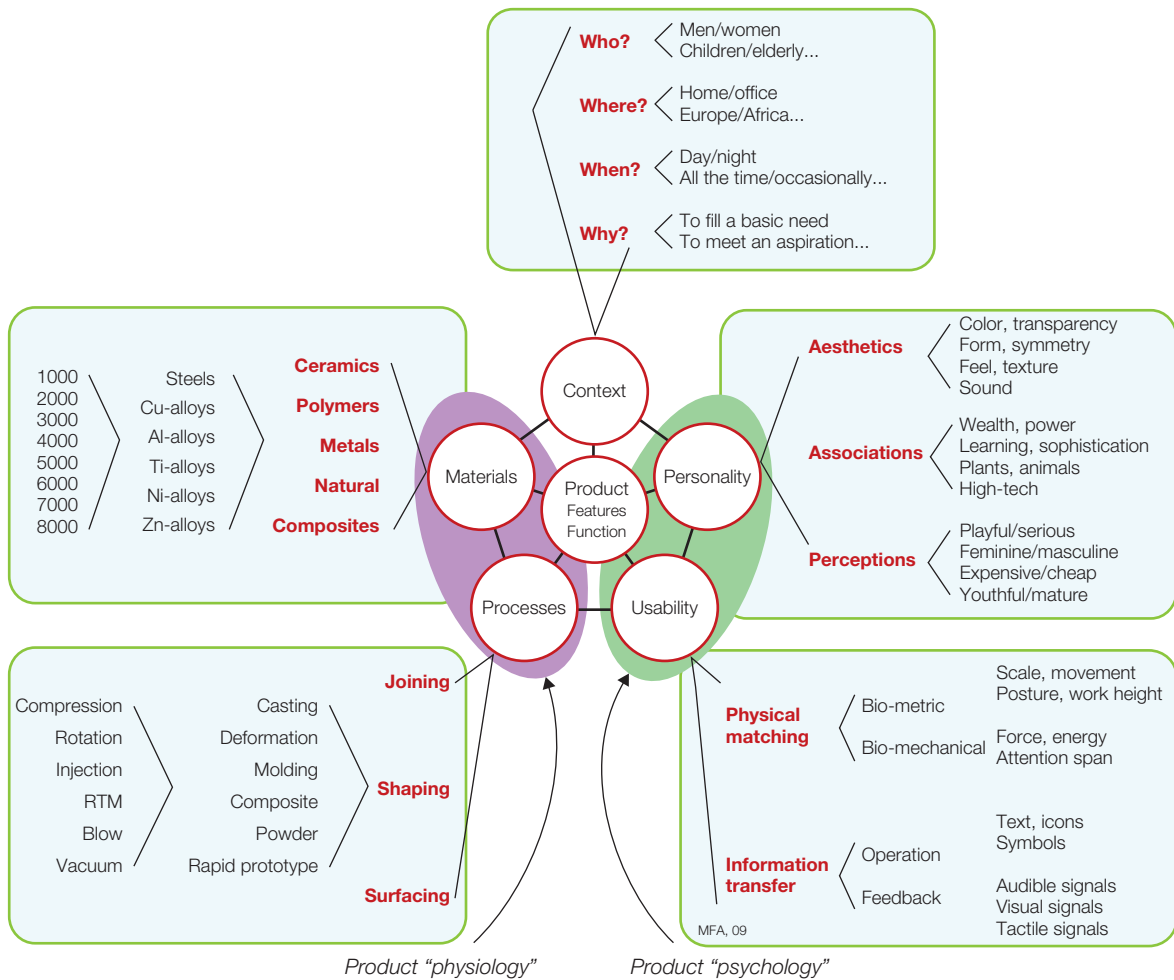 Who?
Men/women
Children/elderly...
Where?
Home/office
Europe/Africa...
When?
Day/night
All the time/occasionally...
Why?
To fill a basic need
To meet an aspiration...
1000
2000
3000
4000
5000
6000
7000
8000
Steels
Cu-alloys
Al-alloys
Ti-alloys
Ni-alloys
Zn-alloys
Ceramics
Polymers
Metals
Natural
Composites
Context
Materials
Product
Features
Function
Personality
Processes
Usability
Aesthetics
Color, transparency
Form, symmetry
Feel, texture
Sound
Associations
Wealth, power
Learning, sophistication
Plants, animals
High-tech
Perceptions
Playful/serious
Feminine/masculine
Expensive/cheap
Youthful/mature
Compression
Rotation
Injection
RTM
Blow
Vacuum
Casting
Deformation
Molding
Composite
Powder
Rapid prototype
Joining
Shaping
Surfacing
Physical
matching
Bio-metric
Scale, movement
Posture, work height
Bio-mechanical
Force, energy
Attention span
Information
transfer
Operation
Text, icons
Symbols
Feedback
Audible signals
Visual signals
Tactile signals
MFA, 09
Product “physiology”
Product “psychology”